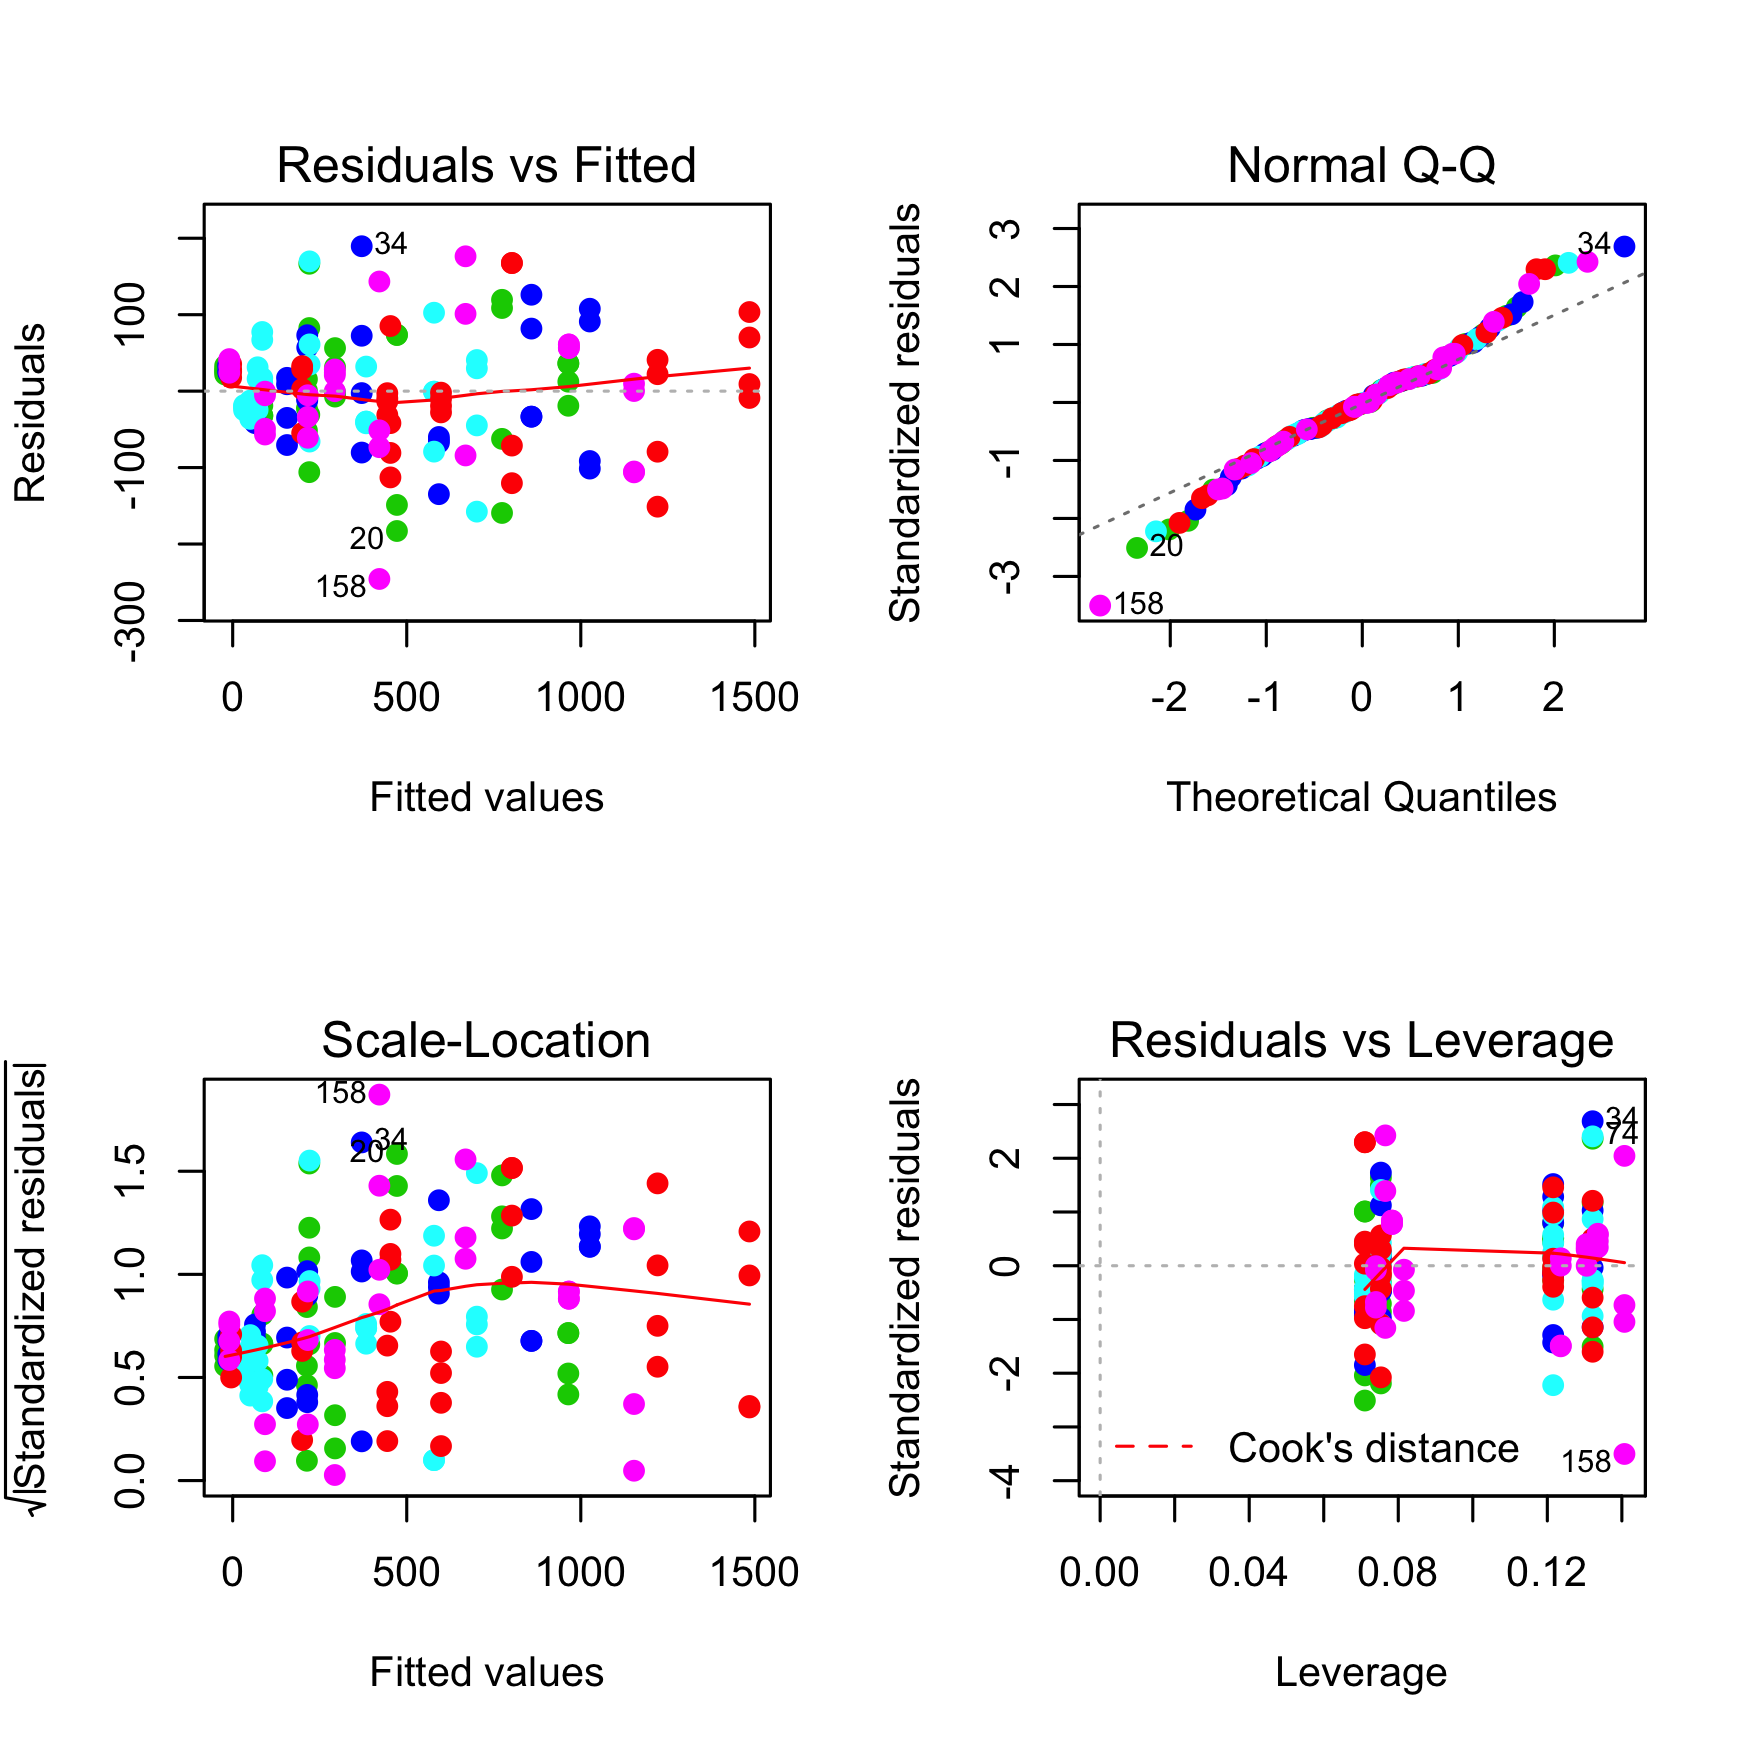 Residuals vs Fitted
Residuals
100
-100
-300
34
20
158
0 500 1000 1500
Fitted values
Normal Q-Q
Standardized residuals
3
2
1
-1
-3
34
20
158
-2 -1 0 1 2
Theoretical Quantiles
Scale-Location
√|Standardized residuals|
1.5
1.0
0.5
0.0
158
34
20
0 500 1000 1500
Fitted values
Residuals vs Leverage
Standardized residuals
2
0
-2
-4
34
74
158
Cook's distance
0.00 0.04 0.08 0.12
Leverage